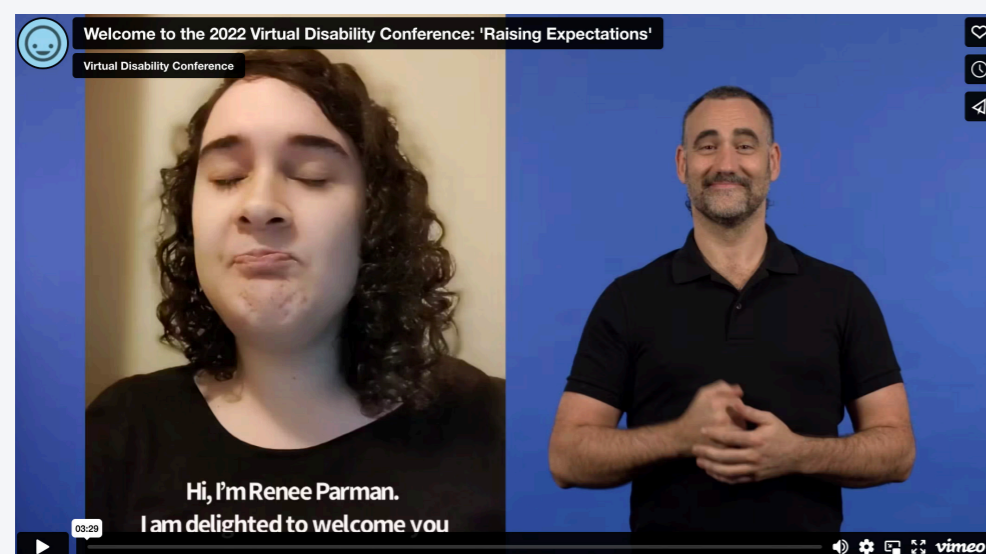 Welcome to the 2022 Virtual Disability Conference: 'Raising Expectations'
Virtual Disability Conference
Hi, I'm Renee Parman.
I am delighted to welcome you
03:29
vimeo